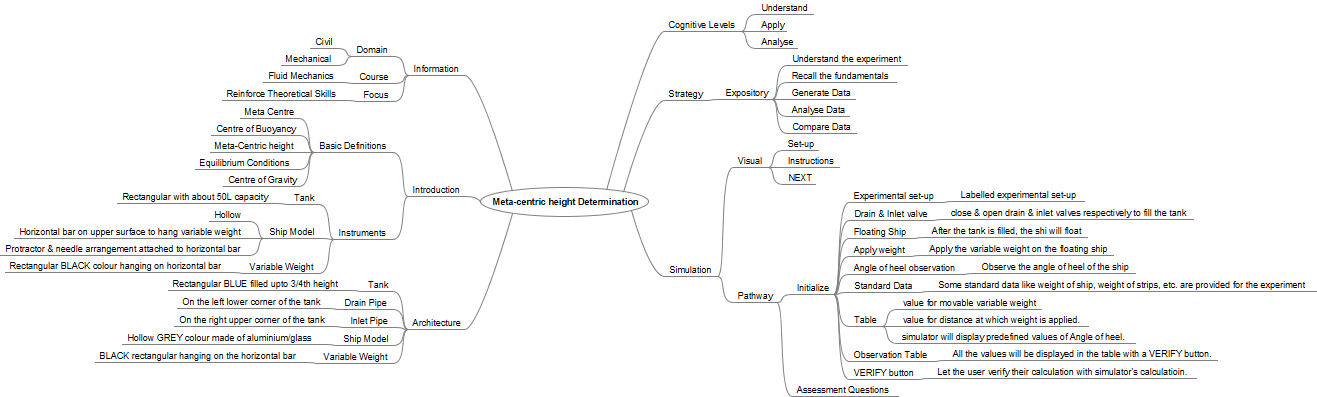 Meta-centric height Determination
Information
Domain
Civil
Mechanical
Course
Fluid Mechanics
Focus
Reinforce Theoretical Skills
Introduction
Basic Definitions
Meta Centre
Centre of Buoyancy
Meta-Centric height
Equilibrium Conditions
Centre of Gravity
Instruments
Tank
Rectangular with about 50L capacity
Ship Model
Hollow
Horizontal bar on upper surface to hang variable weight
Protractor & needle arrangement attached to horizontal bar
Variable Weight
Rectangular BLACK colour hanging on horizontal bar
Architecture
Tank
Rectangular BLUE filled upto 3/4th height
Drain Pipe
On the left lower corner of the tank
Inlet Pipe
On the right upper corner of the tank
Ship Model
Hollow GREY colour made of aluminium/glass
Variable Weight
BLACK rectangular hanging on the horizontal bar
Cognitive Levels
Understand
Apply
Analyse
Strategy
Expository
Understand the experiment
Recall the fundamentals
Generate Data
Analyse Data
Compare Data
Simulation
Visual
Set-up
Instructions
NEXT
Pathway
Initialize
Experimental set-up
Labelled experimental set-up
Drain & Inlet valve
close & open drain & inlet valves respectively to fill the tank
Floating Ship
After the tank is filled, the shi will float
Apply weight
Apply the variable weight on the floating ship
Angle of heel observation
Observe the angle of heel of the ship
Standard Data
Some standard data like weight of ship, weight of strips, etc. are provided for the experiment
Table
value for movable variable weight
value for distance at which weight is applied.
simulator will display predefined values of Angle of heel.
Observation Table
All the values will be displayed in the table with a VERIFY button.
VERIFY button
Let the user verify their calculation with simulator's calculatioin.
Assessment Questions